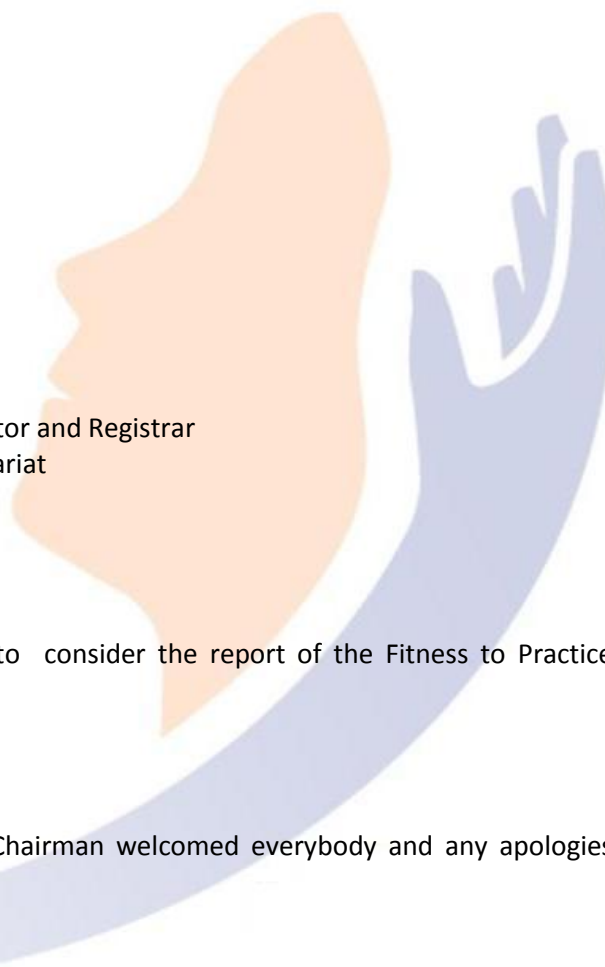 tor and Registrar
ariat
to consider the report of the Fitness to Practice
Chairman welcomed everybody and any apologies